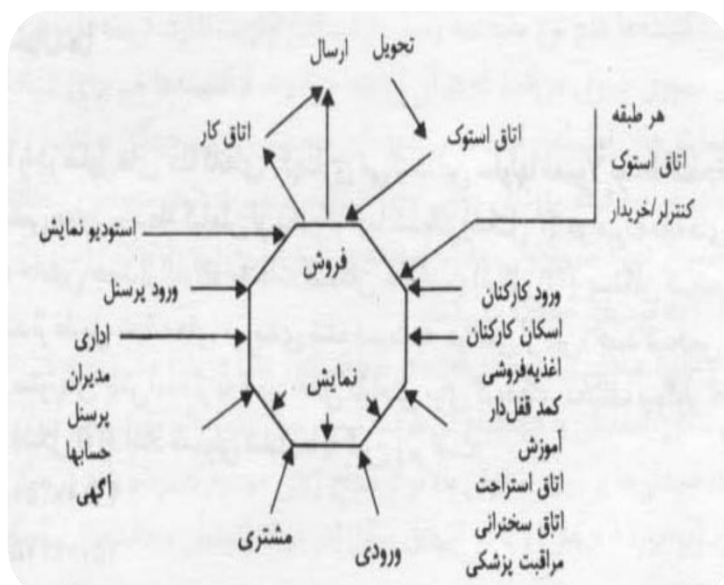 ارسال
تحویل
اتاق کار
اتاق استوک
هر طبقه
اتاق استوک
کنترلر/خریدار
استودیو نمایش
فروش
ورود پرسنل
ورود کارکنان
اداری
اسکان کارکنان
مدیران
نمایش
اغذیه‌فروشی
پرسنل
کمد قفل‌دار
حسابها
آموزش
آگهی
اتاق استراحت
اتاق سخنرانی
مشتری
ورودی
مراقبت پزشکی